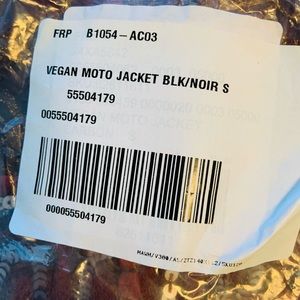 FRP B1054-AC03
VEGAN MOTO JACKET BLK/NOIR S
55504179
0055504179
000055504179